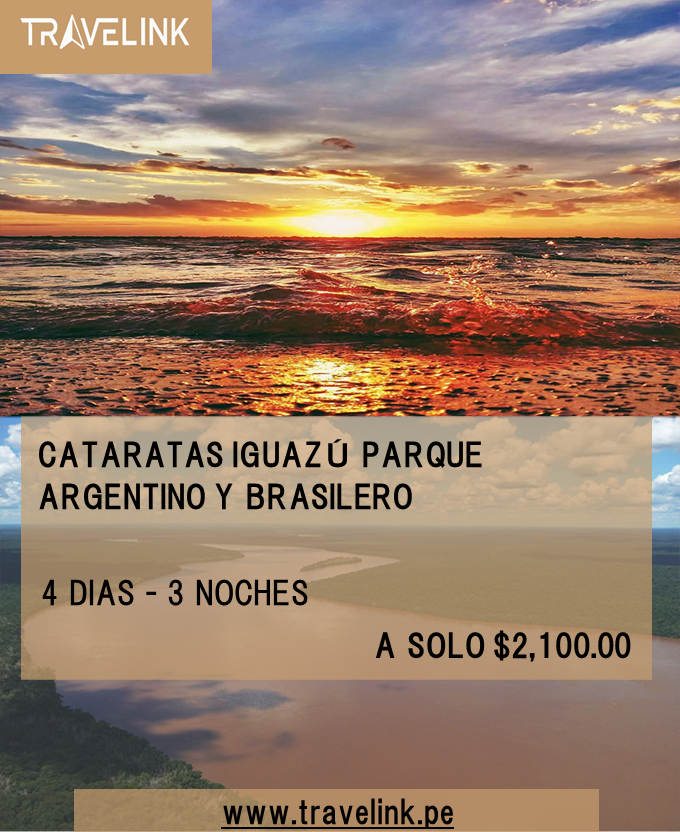 TRAVELINK
CATARATAS IGUAZÚ PARQUE
ARGENTINO Y BRASILERO
4 DIAS - 3 NOCHES
A SOLO $2,100.00
www.travelink.pe